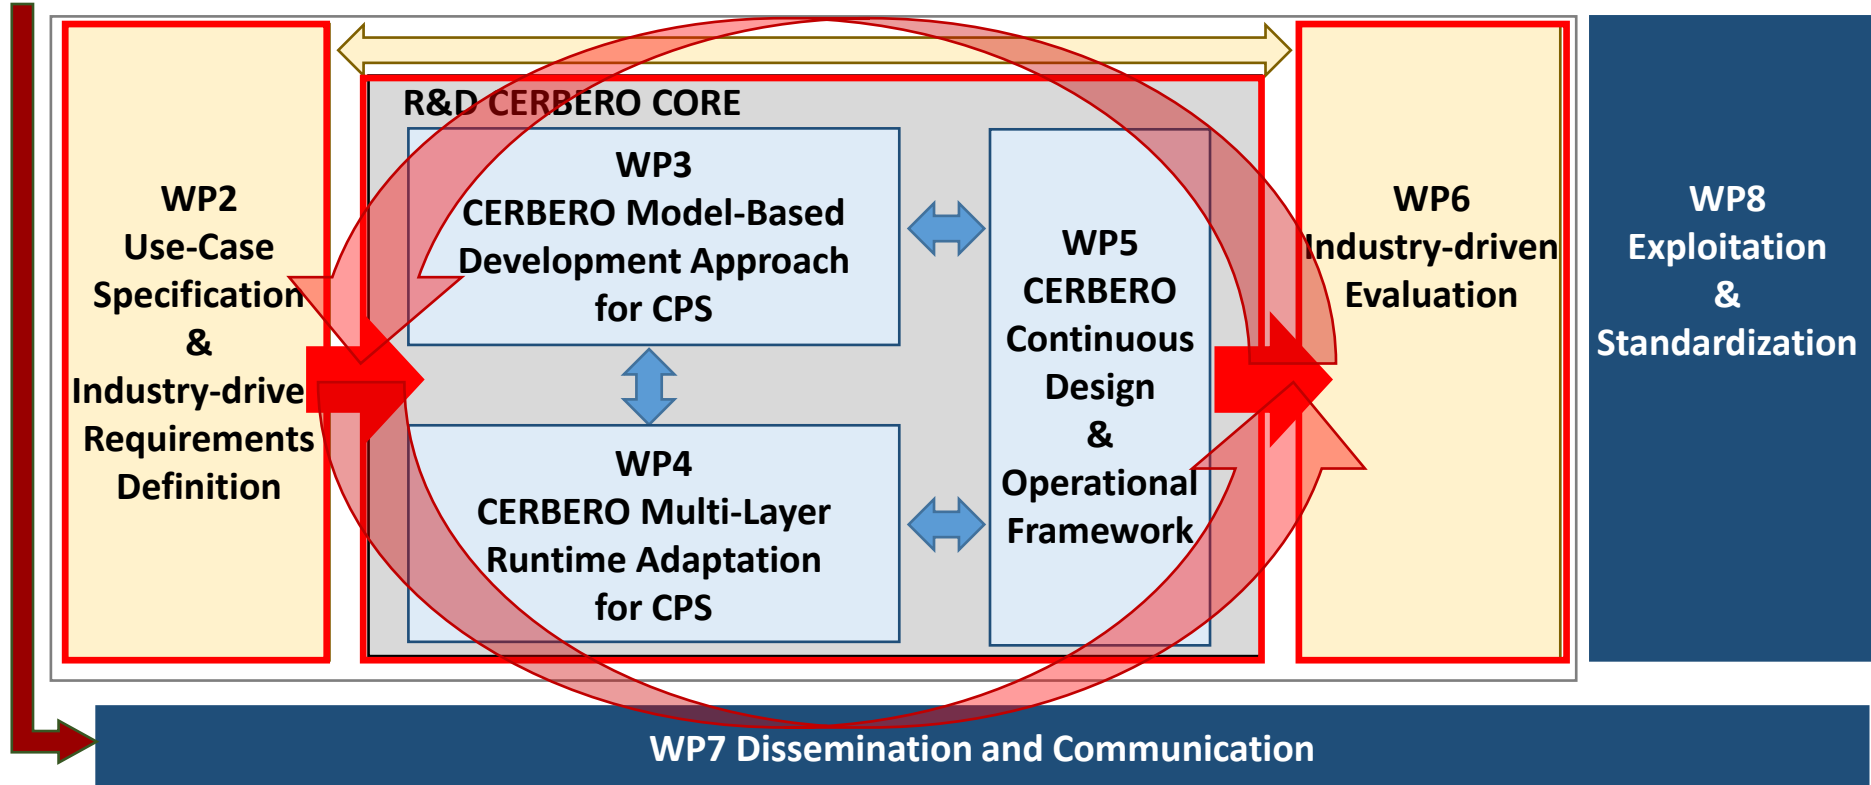 R&D CERBERO CORE
WP2
Use-Case
Specification
&
Industry-drive
Requirements
Definition
WP3
CERBERO Model-Based
Development Approach
for CPS
WP4
CERBERO Multi-Layer
Runtime Adaptation
for CPS
WP5
CERBERO
Continuous
Design
&
Operational
Framework
WP6
Industry-driven
Evaluation
WP8
Exploitation
&
Standardization
WP7 Dissemination and Communication